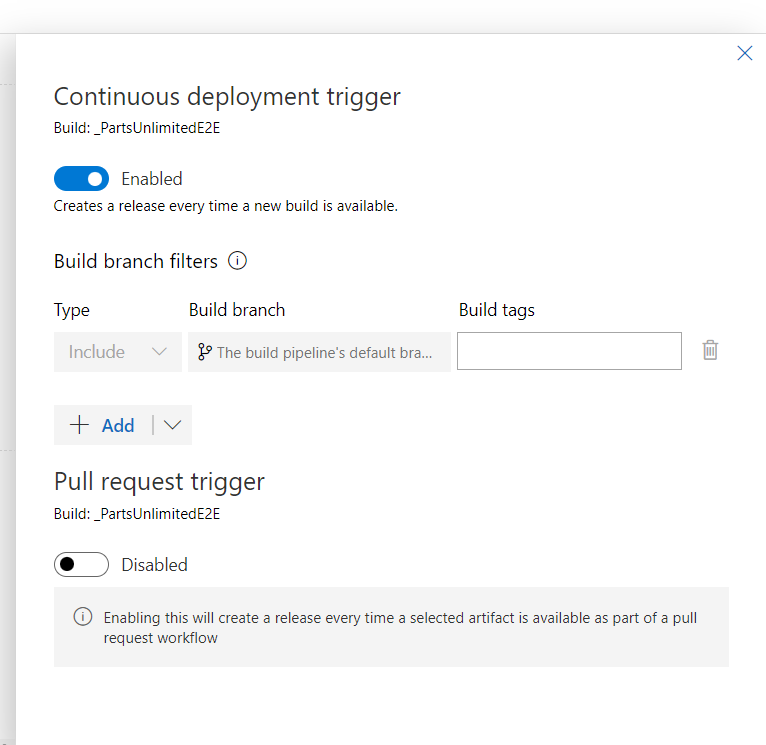 Continuous deployment trigger
Build: _PartsUnlimitedE2E
Enabled
Creates a release every time a new build is available.
Build branch filters
Type Build branch Build tags
Include The build pipeline's default bra...
Add
Pull request trigger
Build: _PartsUnlimitedE2E
Disabled
Enabling this will create a release every time a selected artifact is available as part of a pull
request workflow